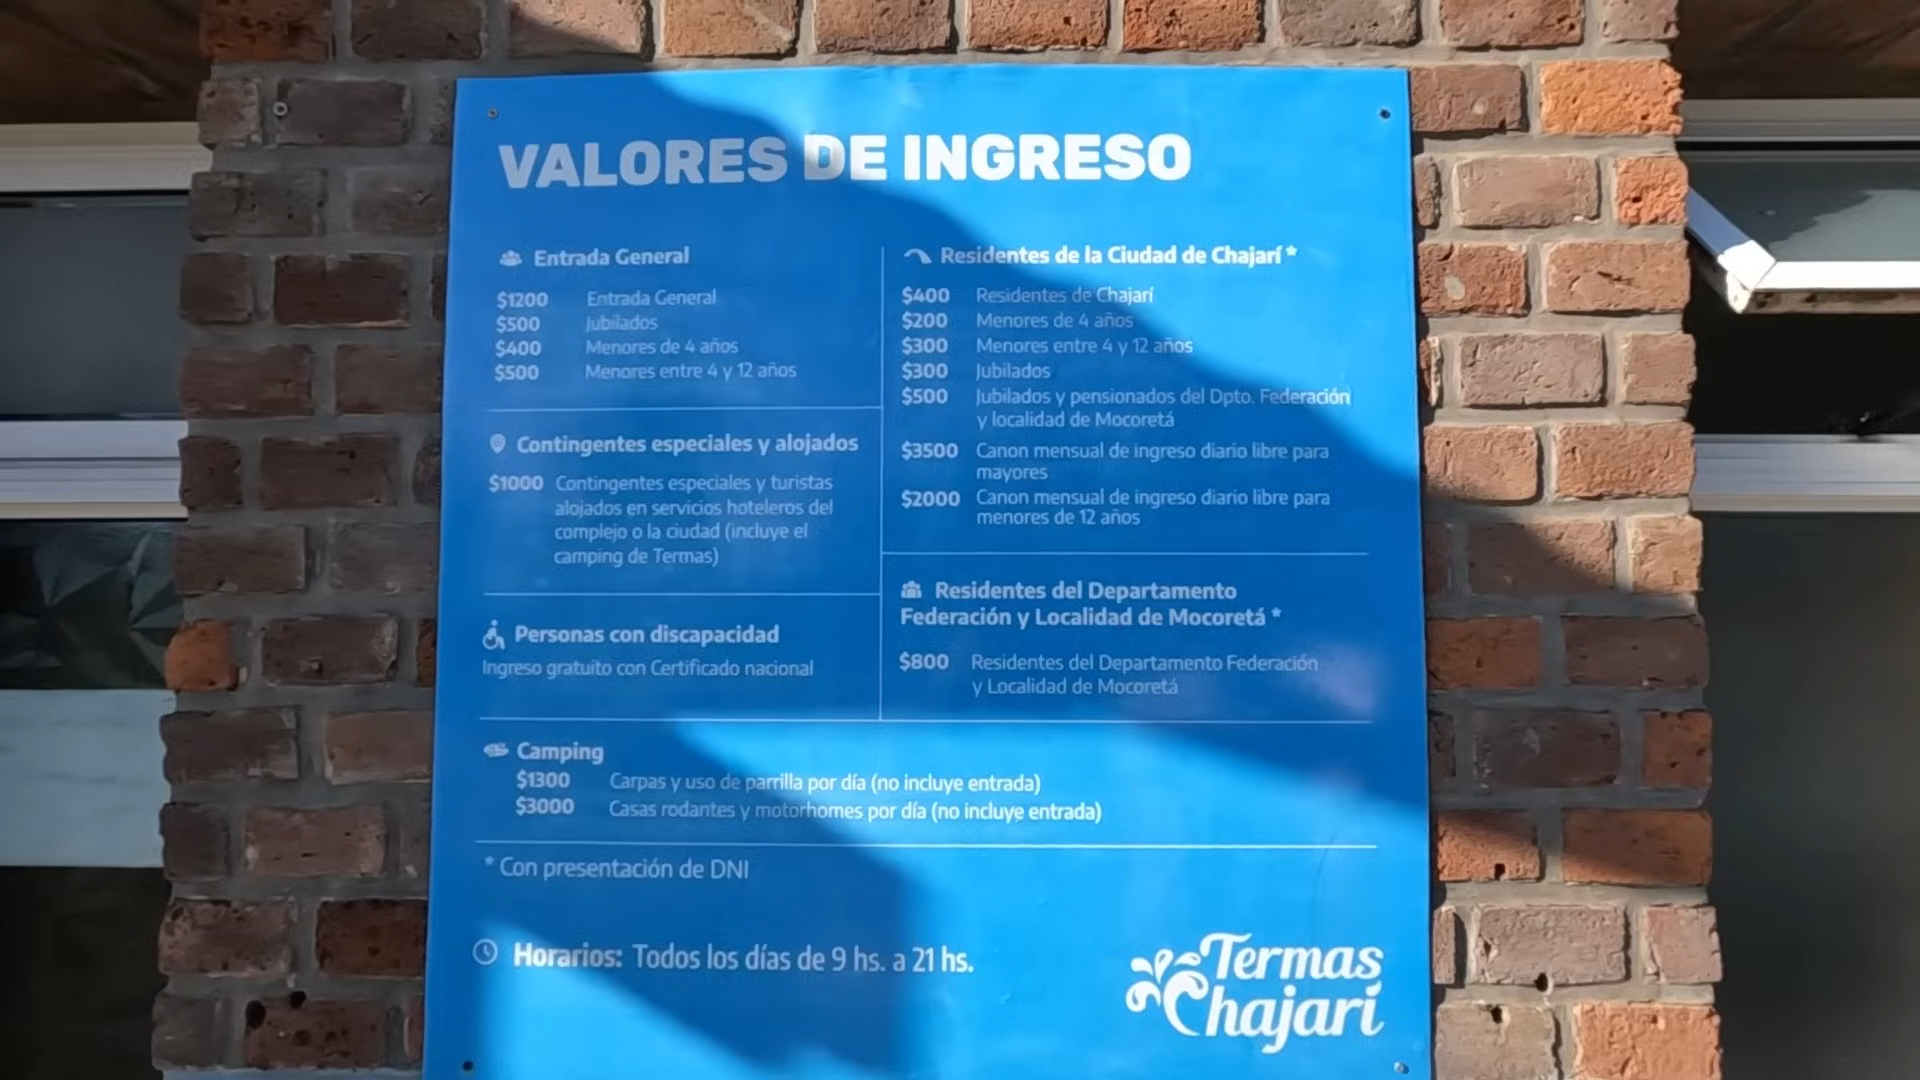 VALORES DE INGRESO
Entrada General
$1200 Entrada General
$500 Jubilados
$400 Menores de 4 años
$500 Menores entre 4 y 12 años
Contingentes especiales y alojados
$1000 Contingentes especiales y turistas
alojados en servicios hoteleros del
complejo o la ciudad (incluye el
camping de Termas)
Personas con discapacidad
Ingreso gratuito con Certificado nacional
Residentes de la Ciudad de Chajarí *
$400 Residentes de Chajarí
$200 Menores de 4 años
$300 Menores entre 4 y 12 años
$300 Jubilados
$500 Jubilados y pensionados del Dpto. Federación
y localidad de Mocoretá
$3500 Canon mensual de ingreso diario libre para
mayores
$2000 Canon mensual de ingreso diario libre para
menores de 12 años
Residentes del Departamento
Federación y Localidad de Mocoretá *
$800 Residentes del Departamento Federación
y Localidad de Mocoretá
Camping
$1300 Carpas y uso de parrilla por día (no incluye entrada)
$3000 Casas rodantes y motorhomes por día (no incluye entrada)
* Con presentación de DNI
Horarios: Todos los días de 9 hs. a 21 hs.
Termas
Chajarí